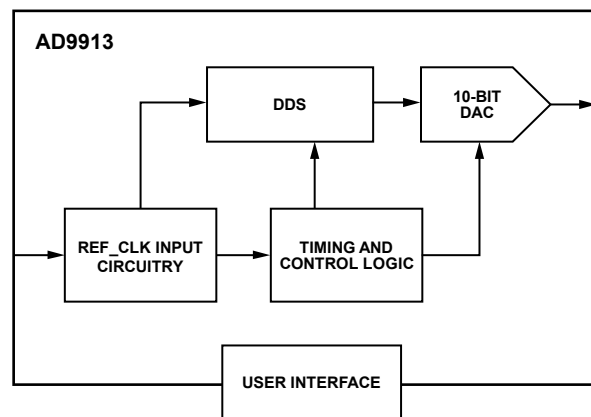 AD9913
DDS
10-BIT
DAC
REF_CLK INPUT
CIRCUITRY
TIMING AND
CONTROL LOGIC
USER INTERFACE